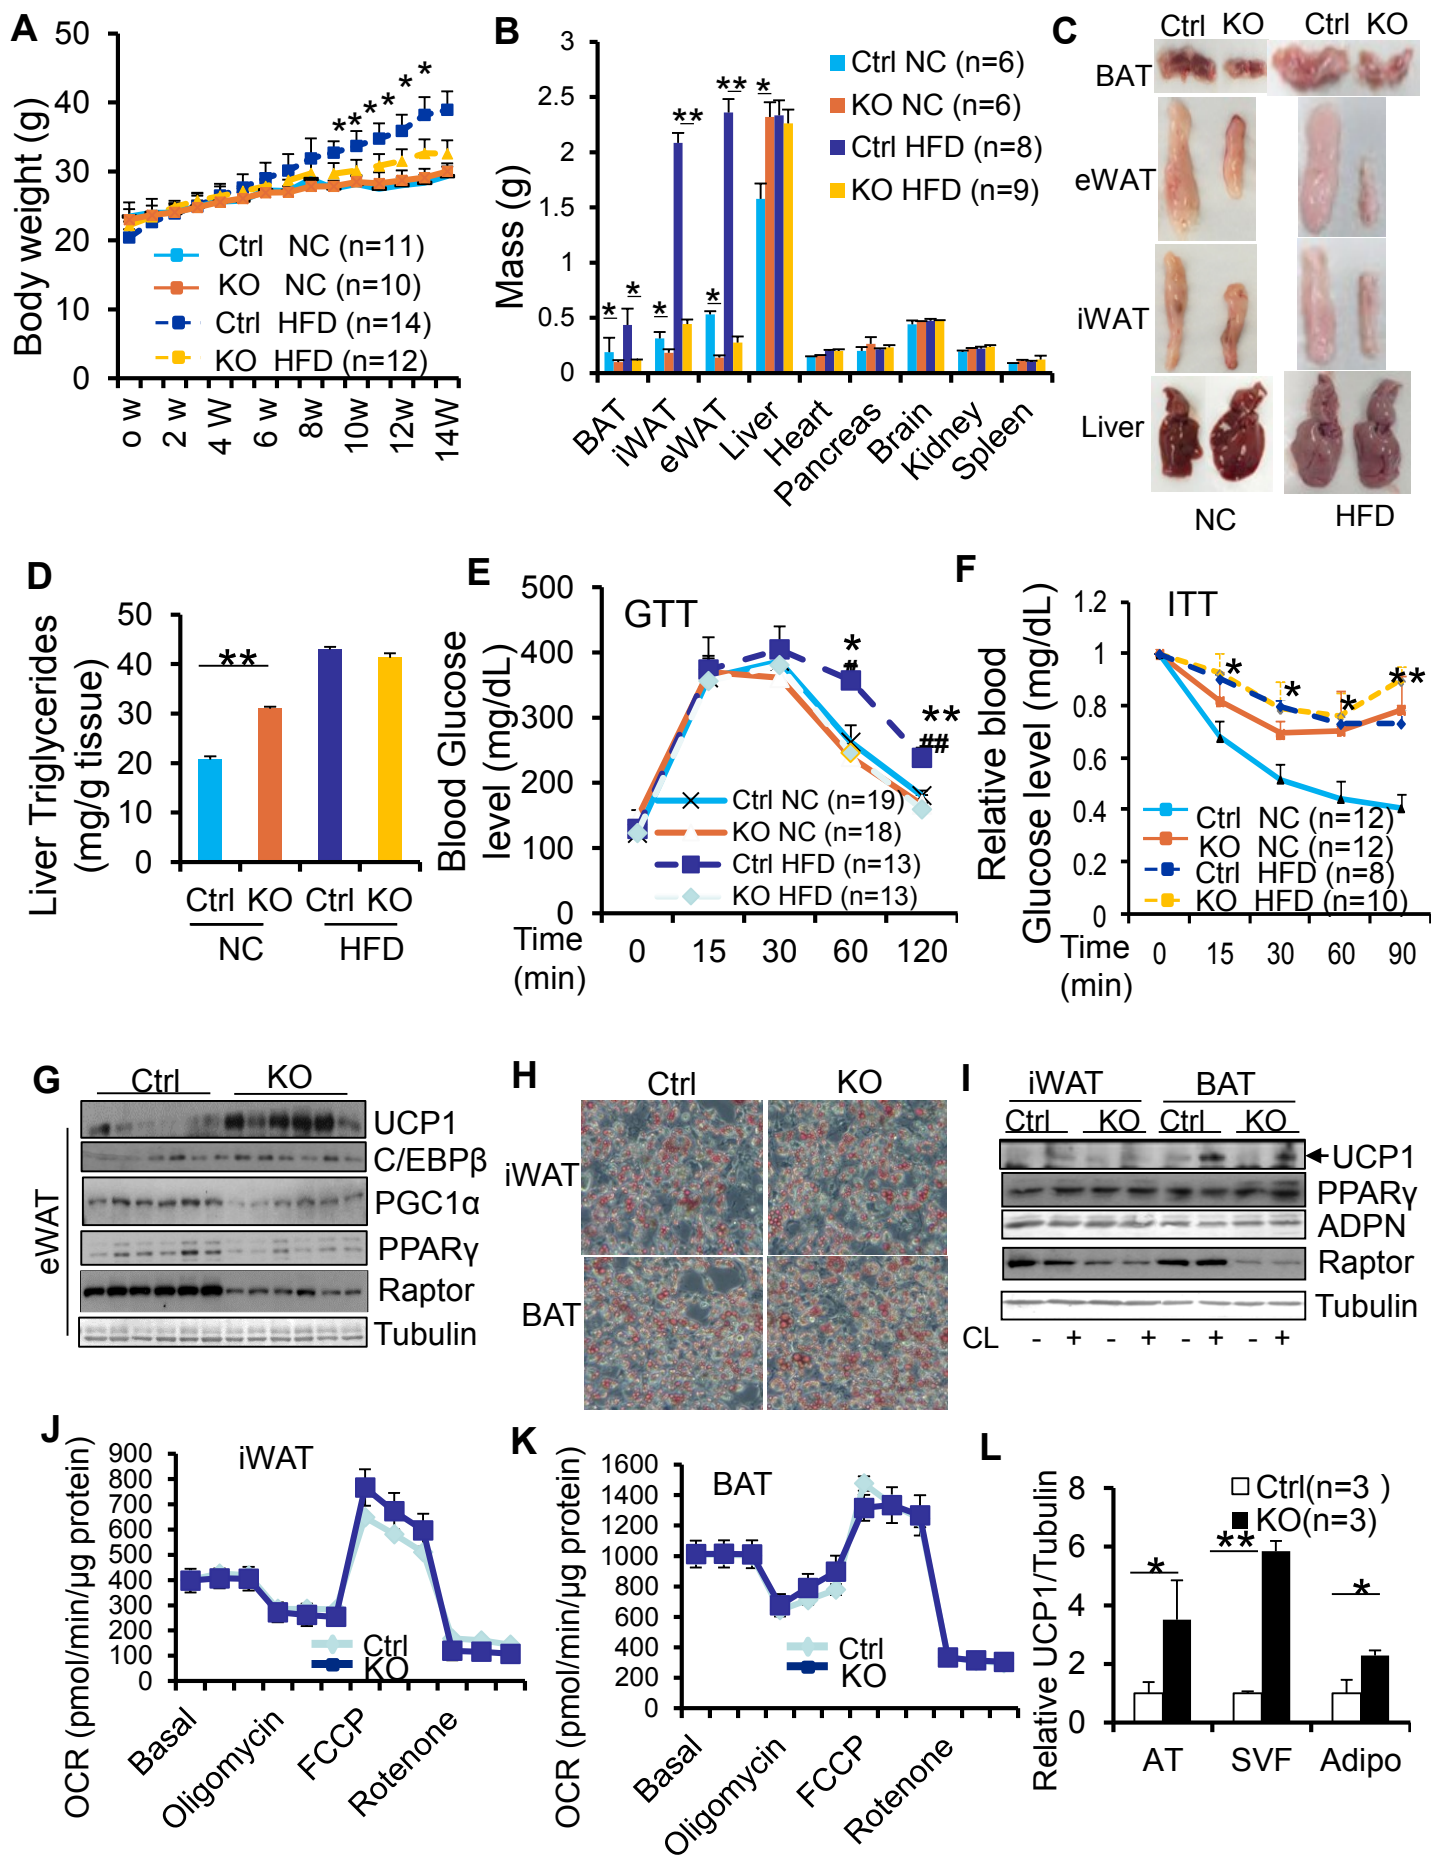 A
Body weight (g)
50
40
30
20
10
0
* * * * * *
Ctrl NC (n=11)
KO NC (n=10)
Ctrl HFD (n=14)
KO HFD (n=12)
0 w 2 w 4 W 6 w 8w 10w 12w 14W
B
Mass (g)
3
2.5
2
1.5
1
0.5
0
* * * ** * ** *
Ctrl NC (n=6)
KO NC (n=6)
Ctrl HFD (n=8)
KO HFD (n=9)
BAT iWAT eWAT Liver Heart Pancreas Brain Kidney Spleen
C
Ctrl KO Ctrl KO
BAT
eWAT
iWAT
Liver
NC HFD
D
Liver Triglycerides
(mg/g tissue)
50
40
30
20
10
0
**
Ctrl KO Ctrl KO
NC HFD
E
Blood Glucose
level (mg/dL)
500
400
300
200
100
0
GTT
*
#
**
##
Ctrl NC (n=19)
KO NC (n=18)
Ctrl HFD (n=13)
KO HFD (n=13)
Time
(min)
0 15 30 60 120
F
Relative blood
Glucose level (mg/dL)
1.2
1
0.8
0.6
0.4
0.2
0
ITT
* * * **
Ctrl NC (n=12)
KO NC (n=12)
Ctrl HFD (n=8)
KO HFD (n=10)
Time
(min)
0 15 30 60 90
G
Ctrl KO
eWAT
UCP1
C/EBPβ
PGC1α
PPARγ
Raptor
Tubulin
H
Ctrl KO
iWAT
BAT
I
iWAT BAT
Ctrl KO Ctrl KO
UCP1
PPARγ
ADPN
Raptor
Tubulin
CL - + - + - + - +
J
OCR (pmol/min/μg protein)
900
800
700
600
500
400
300
200
100
0
iWAT
Ctrl
KO
Basal Oligomycin FCCP Rotenone
K
OCR (pmol/min/μg protein)
1600
1400
1200
1000
800
600
400
200
0
BAT
Ctrl
KO
Basal Oligomycin FCCP Rotenone
L
Relative UCP1/Tubulin
8
6
4
2
0
Ctrl(n=3 )
KO(n=3)
* ** *
AT SVF Adipo